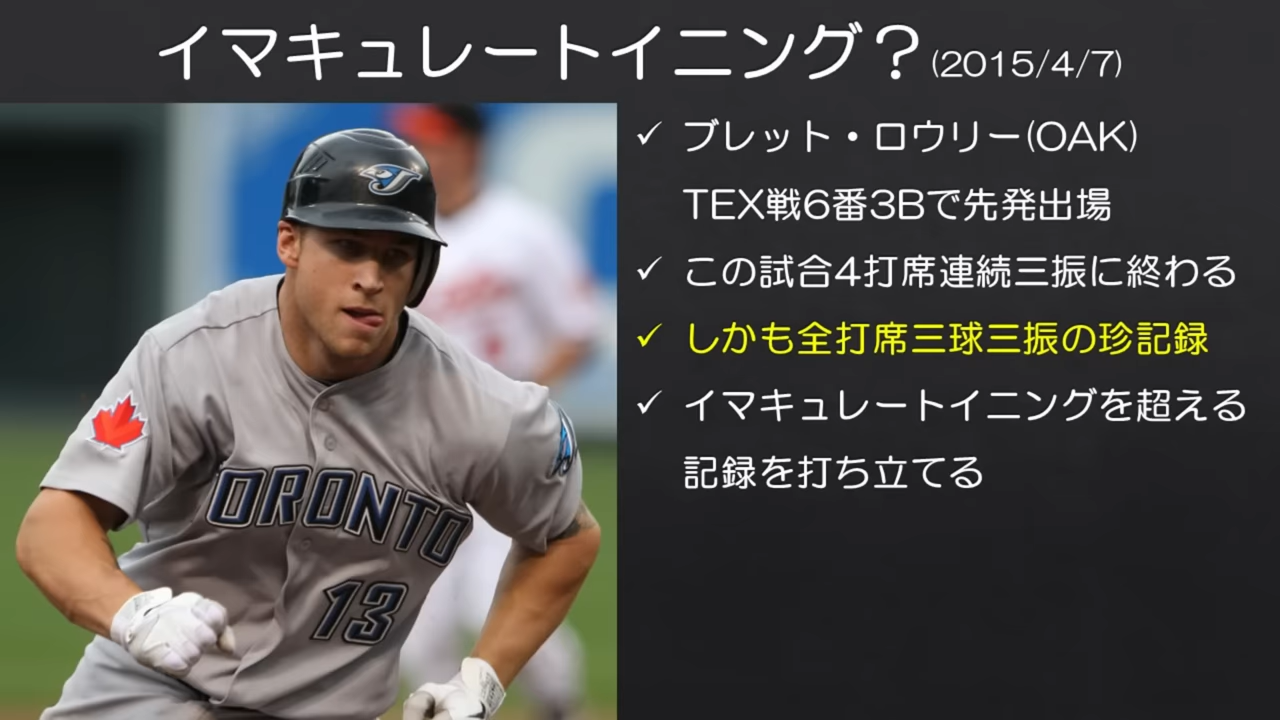 イマキュレートイニング？(2015/4/7)
✓ ブレット・ロウリー(OAK)
TEX戦6番3Bで先発出場
✓ この試合4打席連続三振に終わる
✓ しかも全打席三球三振の珍記録
✓ イマキュレートイニングを超える
記録を打ち立てる
TORONTO
13